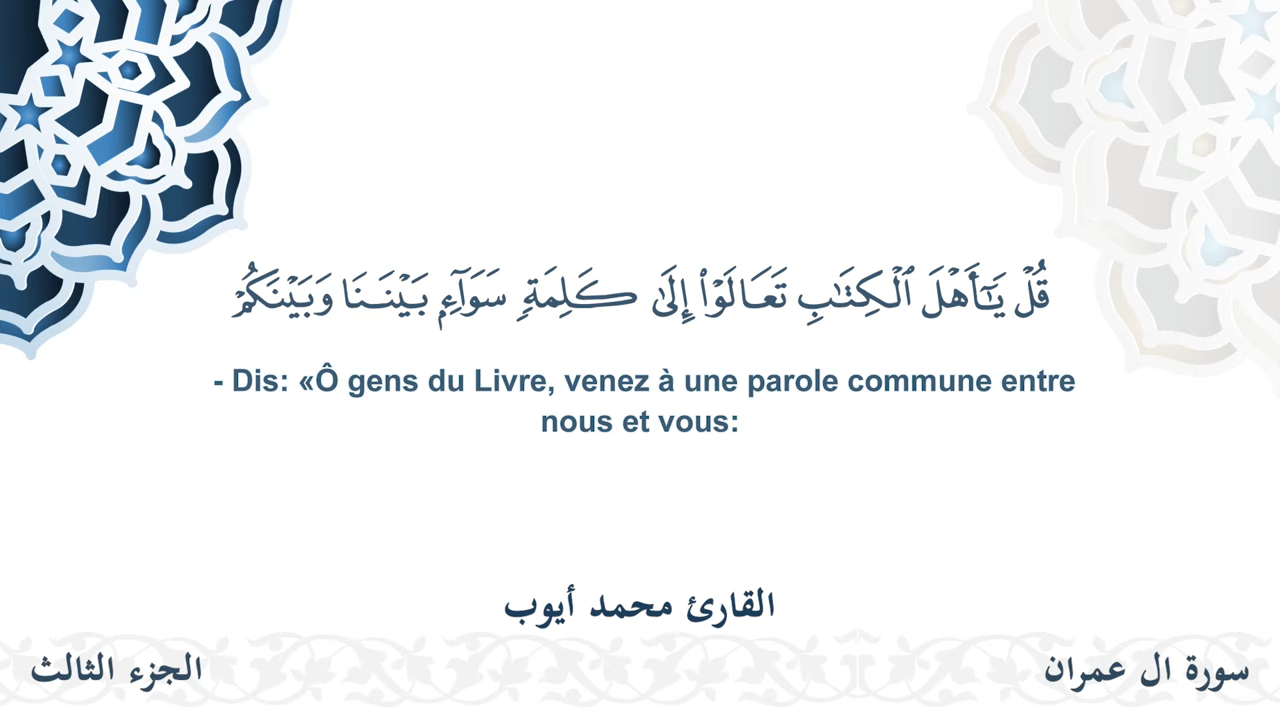 قُلۡ يَـٰٓأَهۡلَ ٱلۡكِتَـٰبِ تَعَالَوۡاْ إِلَىٰ كَلِمَةٖ سَوَآءِۭ بَيۡنَنَا وَبَيۡنَكُمۡ
- Dis: «Ô gens du Livre, venez à une parole commune entre
nous et vous:
القارئ محمد أيوب
سورة ال عمران
الجزء الثالث